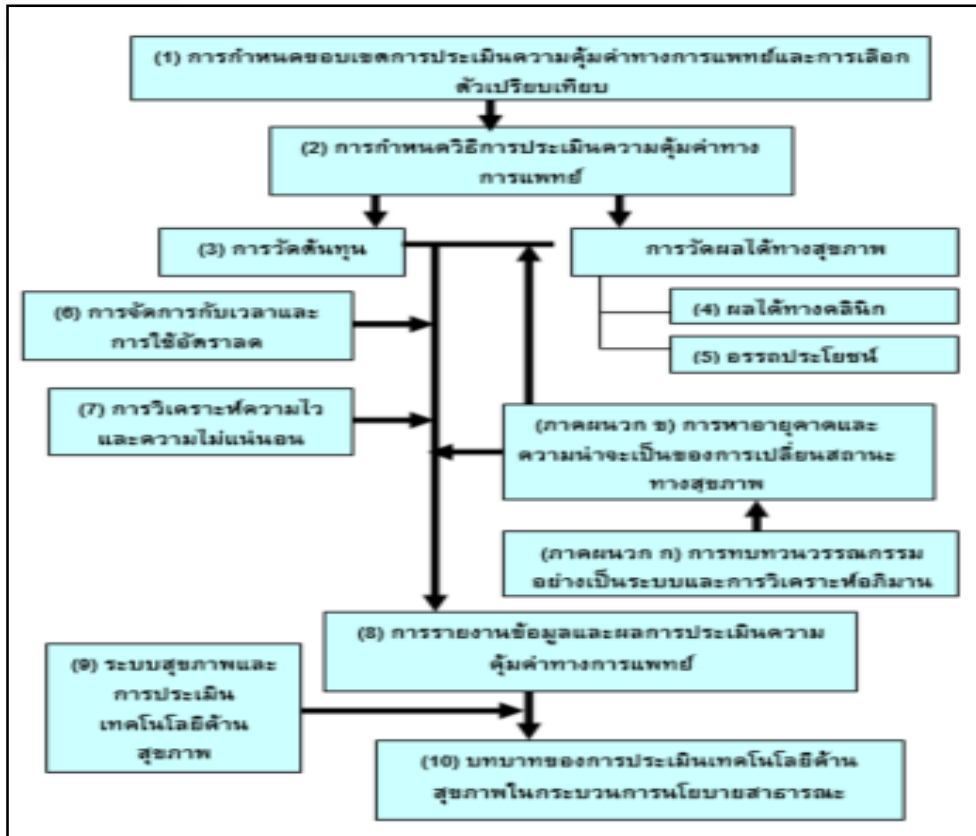 (1) การกำหนดขอบเขตการประเมินความคุ้มค่าทางการแพทย์และการเลือก
ตัวเปรียบเทียบ
(2) การกำหนดวิธีการประเมินความคุ้มค่าทาง
การแพทย์
(3) การวัดต้นทุน
การวัดผลได้ทางสุขภาพ
(4) ผลได้ทางคลินิก
(5) อรรถประโยชน์
(6) การจัดการกับเวลาและ
การใช้อัตราลด
(7) การวิเคราะห์ความไว
และความไม่แน่นอน
(ภาคผนวก ข) การหาอายุคาดและ
ความน่าจะเป็นของการเปลี่ยนสถานะ
ทางสุขภาพ
(ภาคผนวก ก) การทบทวนวรรณกรรม
อย่างเป็นระบบและการวิเคราะห์อภิมาน
(8) การรายงานข้อมูลและผลการประเมินความ
คุ้มค่าทางการแพทย์
(9) ระบบสุขภาพและ
การประเมิน
เทคโนโลยีด้าน
สุขภาพ
(10) บทบาทของการประเมินเทคโนโลยีด้าน
สุขภาพในกระบวนการนโยบายสาธารณะ